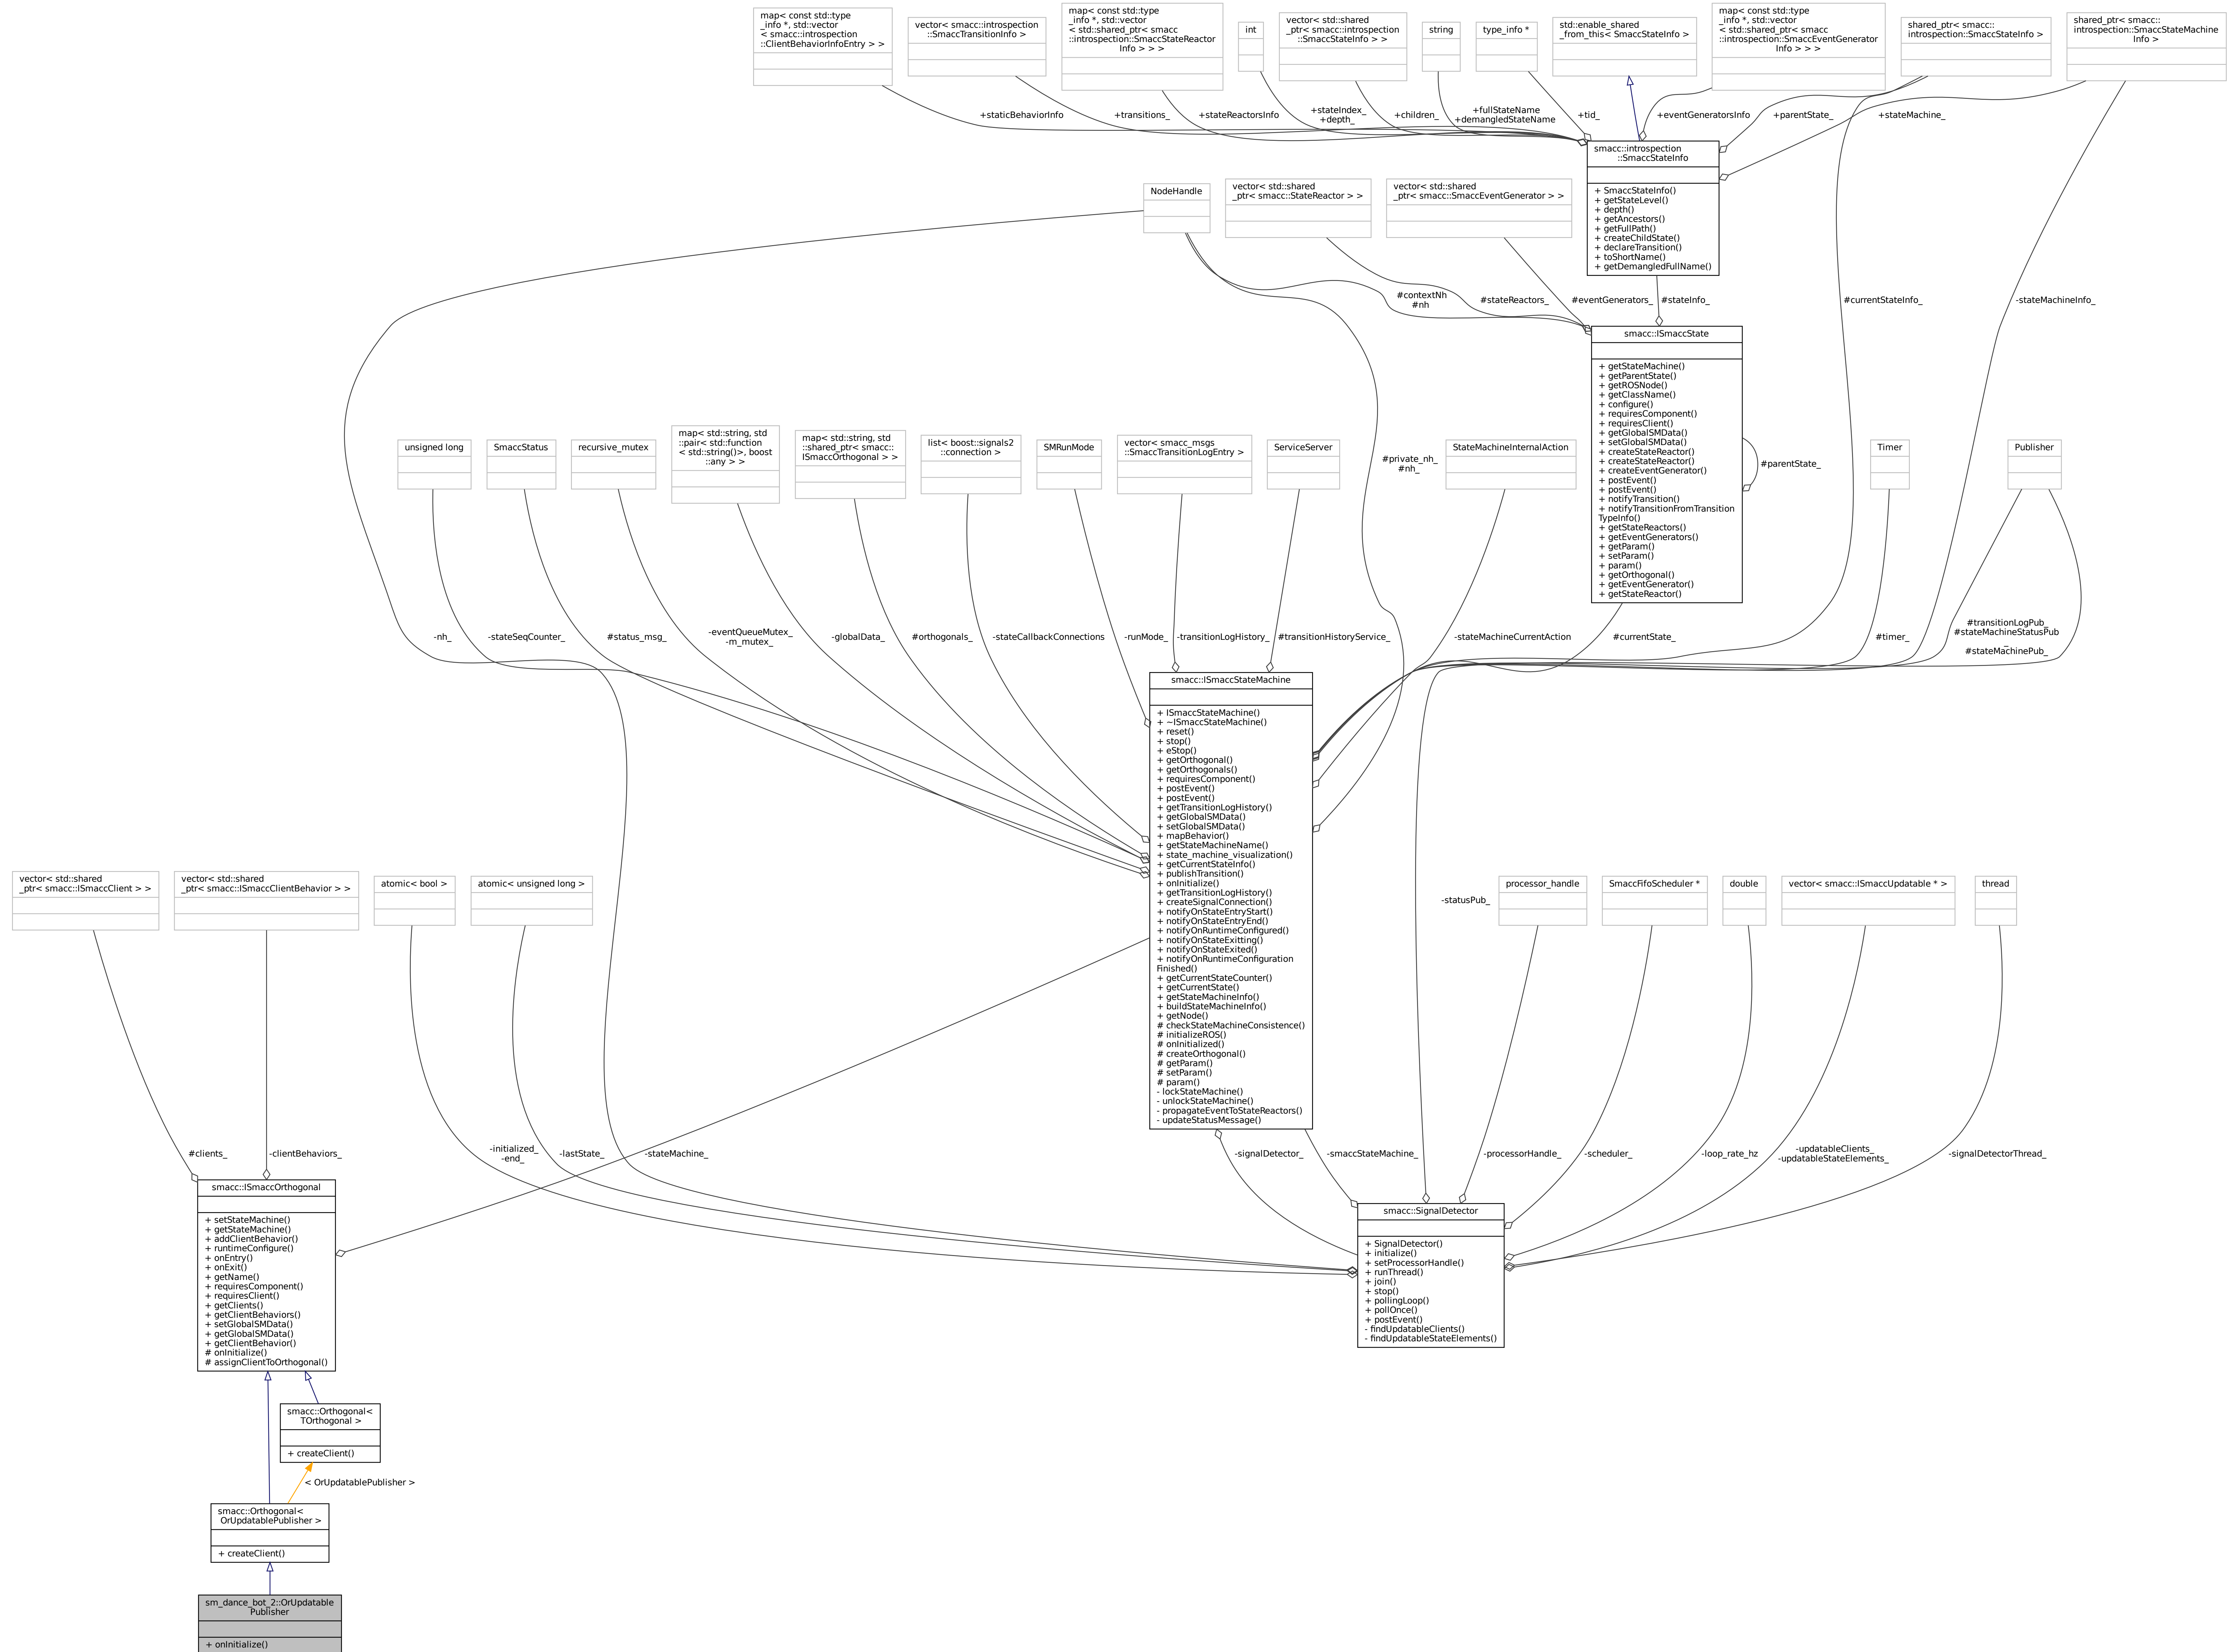 map< const std::type
_info *, std::vector
< smacc::introspection
::ClientBehaviorInfoEntry > >
vector< smacc::introspection
::SmaccTransitionInfo >
map< const std::type
_info *, std::vector
< std::shared_ptr< smacc
::introspection::SmaccStateReactor
Info > > >
int
vector< std::shared
_ptr< smacc::introspection
::SmaccStateInfo > >
string
type_info *
std::enable_shared
_from_this< SmaccStateInfo >
map< const std::type
_info *, std::vector
< std::shared_ptr< smacc
::introspection::SmaccEventGenerator
Info > > >
shared_ptr< smacc::
introspection::SmaccStateInfo >
shared_ptr< smacc::
introspection::SmaccStateMachine
Info >
+staticBehaviorInfo
+transitions_
+stateReactorsInfo
+stateIndex_
+depth_
+children_
+fullStateName
+demangledStateName
+tid_
+eventGeneratorsInfo
+parentState_
+stateMachine_
smacc::introspection
::SmaccStateInfo
+ SmaccStateInfo()
+ getStateLevel()
+ depth()
+ getAncestors()
+ getFullPath()
+ createChildState()
+ declareTransition()
+ toShortName()
+ getDemangledFullName()
NodeHandle
vector< std::shared
_ptr< smacc::StateReactor > >
vector< std::shared
_ptr< smacc::SmaccEventGenerator > >
#contextNh
#nh
#stateReactors_
#eventGenerators_
#stateInfo_
#currentStateInfo_
-stateMachineInfo_
smacc::ISmaccState
+ getStateMachine()
+ getParentState()
+ getROSNode()
+ getClassName()
+ configure()
+ requiresComponent()
+ requiresClient()
+ getGlobalSMData()
+ setGlobalSMData()
+ createStateReactor()
+ createStateReactor()
+ createEventGenerator()
+ postEvent()
+ postEvent()
+ notifyTransition()
+ notifyTransitionFromTransition
TypeInfo()
+ getStateReactors()
+ getEventGenerators()
+ getParam()
+ setParam()
+ param()
+ getOrthogonal()
+ getEventGenerator()
+ getStateReactor()
#parentState_
unsigned long
SmaccStatus
recursive_mutex
map< std::string, std
::pair< std::function
< std::string()>, boost
::any > >
map< std::string, std
::shared_ptr< smacc::
ISmaccOrthogonal > >
list< boost::signals2
::connection >
SMRunMode
vector< smacc_msgs
::SmaccTransitionLogEntry >
ServiceServer
#private_nh_
#nh_
StateMachineInternalAction
Timer
Publisher
-nh_
-stateSeqCounter_
#status_msg_
-eventQueueMutex_
-m_mutex_
-globalData_
#orthogonals_
-stateCallbackConnections
-runMode_
-transitionLogHistory_
#transitionHistoryService_
-stateMachineCurrentAction
#currentState_
#timer_
#transitionLogPub_
#stateMachineStatusPub
_
#stateMachinePub_
smacc::ISmaccStateMachine
+ ISmaccStateMachine()
+ ~ISmaccStateMachine()
+ reset()
+ stop()
+ eStop()
+ getOrthogonal()
+ getOrthogonals()
+ requiresComponent()
+ postEvent()
+ postEvent()
+ getTransitionLogHistory()
+ getGlobalSMData()
+ setGlobalSMData()
+ mapBehavior()
+ getStateMachineName()
+ state_machine_visualization()
+ getCurrentStateInfo()
+ publishTransition()
+ onInitialize()
+ getTransitionLogHistory()
+ createSignalConnection()
+ notifyOnStateEntryStart()
+ notifyOnStateEntryEnd()
+ notifyOnRuntimeConfigured()
+ notifyOnStateExitting()
+ notifyOnStateExited()
+ notifyOnRuntimeConfiguration
Finished()
+ getCurrentStateCounter()
+ getCurrentState()
+ getStateMachineInfo()
+ buildStateMachineInfo()
+ getNode()
# checkStateMachineConsistence()
# initializeROS()
# onInitialized()
# createOrthogonal()
# getParam()
# setParam()
# param()
- lockStateMachine()
- unlockStateMachine()
- propagateEventToStateReactors()
- updateStatusMessage()
vector< std::shared
_ptr< smacc::ISmaccClient > >
vector< std::shared
_ptr< smacc::ISmaccClientBehavior > >
atomic< bool >
atomic< unsigned long >
-statusPub_
processor_handle
SmaccFifoScheduler *
double
vector< smacc::ISmaccUpdatable * >
thread
#clients_
-clientBehaviors_
-initialized_
-end_
-lastState_
-stateMachine_
-signalDetector_
-smaccStateMachine_
-processorHandle_
-scheduler_
-loop_rate_hz
-updatableClients_
-updatableStateElements_
-signalDetectorThread_
smacc::ISmaccOrthogonal
+ setStateMachine()
+ getStateMachine()
+ addClientBehavior()
+ runtimeConfigure()
+ onEntry()
+ onExit()
+ getName()
+ requiresComponent()
+ requiresClient()
+ getClients()
+ getClientBehaviors()
+ setGlobalSMData()
+ getGlobalSMData()
+ getClientBehavior()
# onInitialize()
# assignClientToOrthogonal()
smacc::SignalDetector
+ SignalDetector()
+ initialize()
+ setProcessorHandle()
+ runThread()
+ join()
+ stop()
+ pollingLoop()
+ pollOnce()
+ postEvent()
- findUpdatableClients()
- findUpdatableStateElements()
smacc::Orthogonal<
TOrthogonal >
+ createClient()
< OrUpdatablePublisher >
smacc::Orthogonal<
OrUpdatablePublisher >
+ createClient()
sm_dance_bot_2::OrUpdatable
Publisher
+ onInitialize()